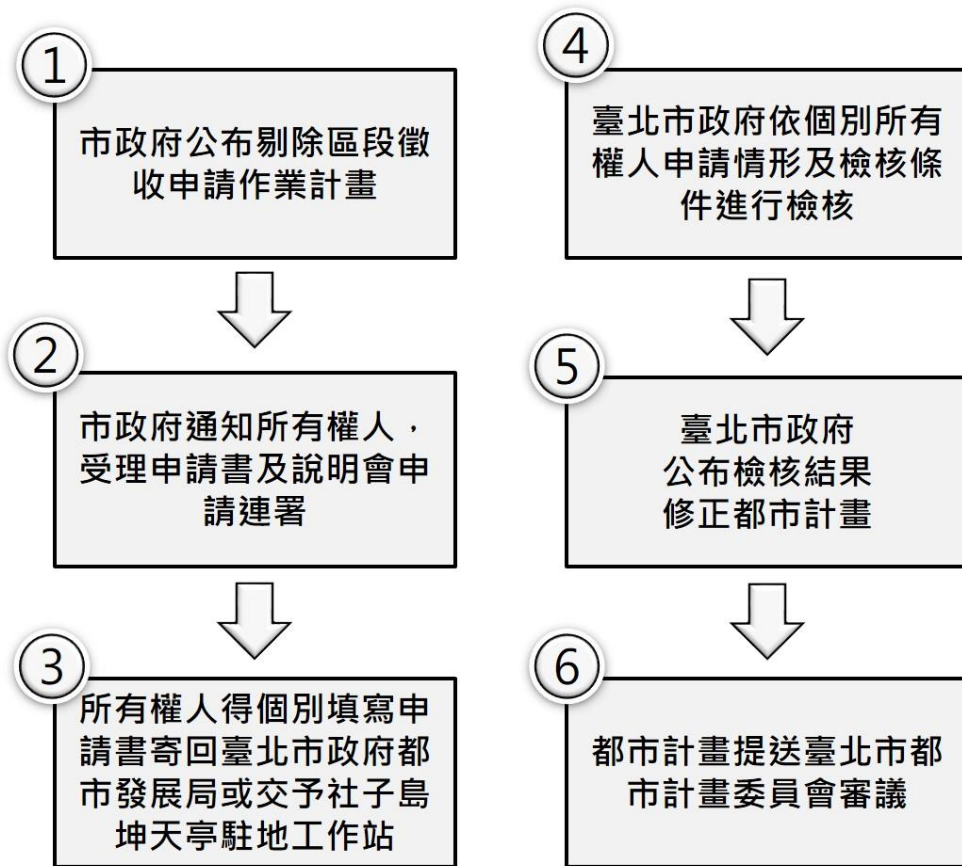 1
市政府公布剔除區段徵
收申請作業計畫
2
市政府通知所有權人，
受理申請書及說明會申
請連署
3
所有權人得個別填寫申
請書寄回臺北市政府都
市發展局或交予社子島
坤天亭駐地工作站
4
臺北市政府依個別所有
權人申請情形及檢核條
件進行檢核
5
臺北市政府
公布檢核結果
修正都市計畫
6
都市計畫提送臺北市都
市計畫委員會審議